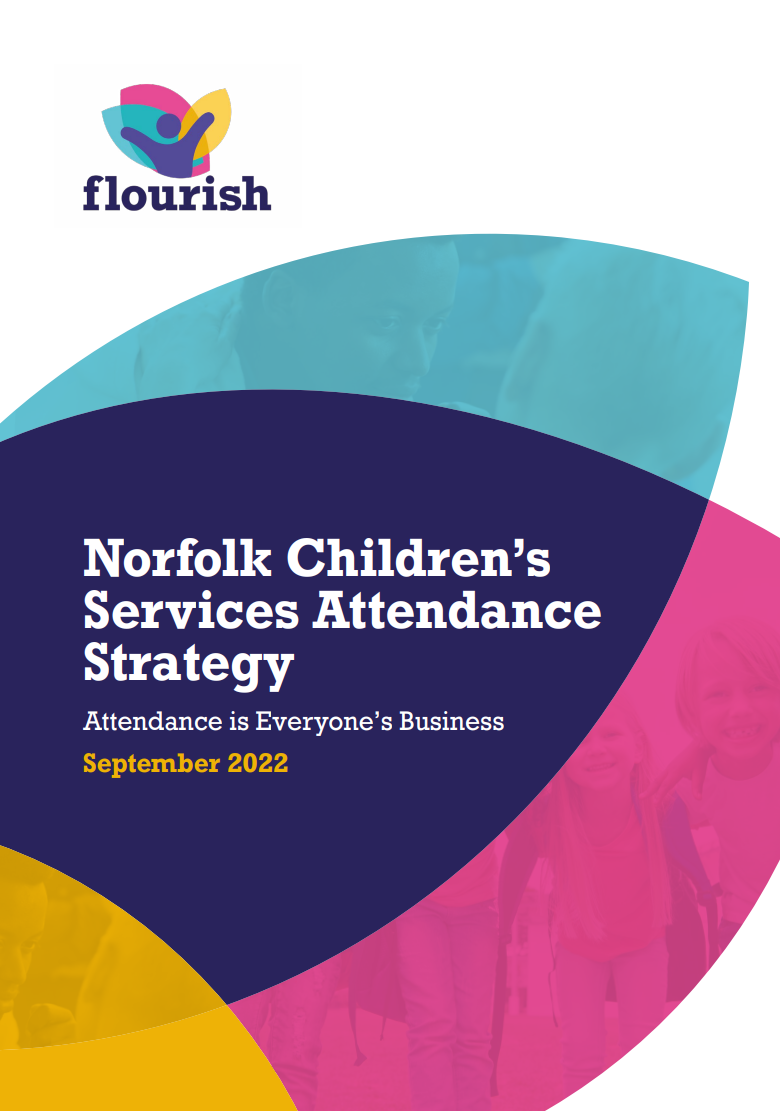 flourish
Norfolk Children’s
Services Attendance
Strategy
Attendance is Everyone’s Business
September 2022